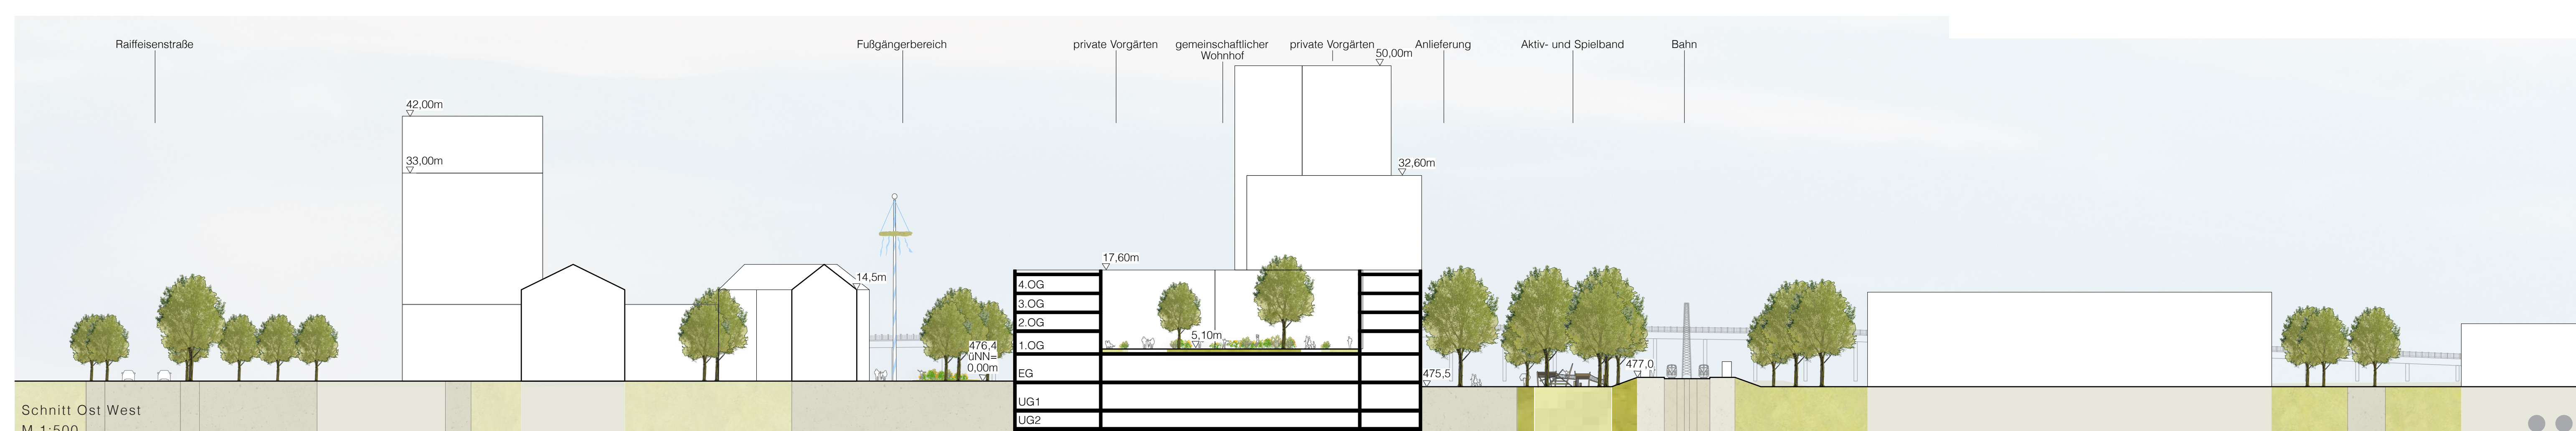 Raiffeisenstraße
Fußgängerbereich
private Vorgärten
gemeinschaftlicher
Wohnhof
private Vorgärten
Anlieferung
Aktiv- und Spielband
Bahn
50,00m
42,00m
33,00m
32,60m
17,60m
14,5m
4.OG
3.OG
2.OG
5,10m
1.OG
476,4
üNN=
0,00m
477,0
EG
475,5
UG1
UG2
Schnitt Ost West
M 1:500